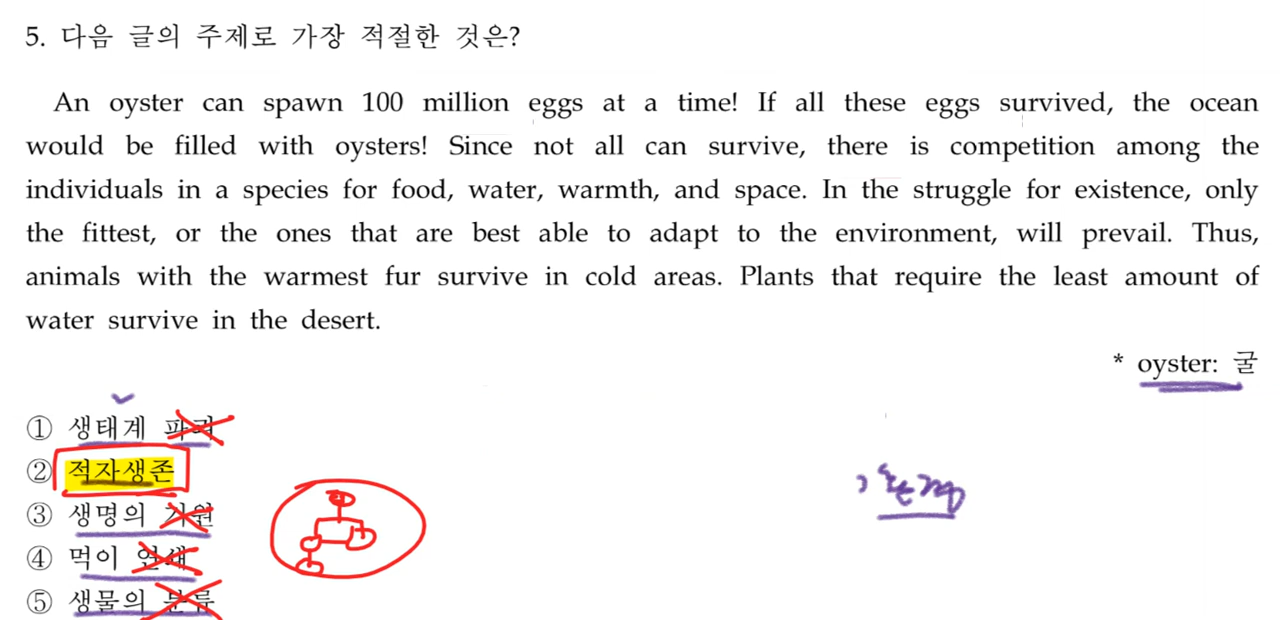 5. 다음 글의 주제로 가장 적절한 것은?
An oyster can spawn 100 million eggs at a time! If all these eggs survived, the ocean
would be filled with oysters! Since not all can survive, there is competition among the
individuals in a species for food, water, warmth, and space. In the struggle for existence, only
the fittest, or the ones that are best able to adapt to the environment, will prevail. Thus,
animals with the warmest fur survive in cold areas. Plants that require the least amount of
water survive in the desert.
* oyster: 굴
① 생태계
② 적자생존
③ 생명의 기원
④ 먹이 연쇄
⑤ 생물의 분류